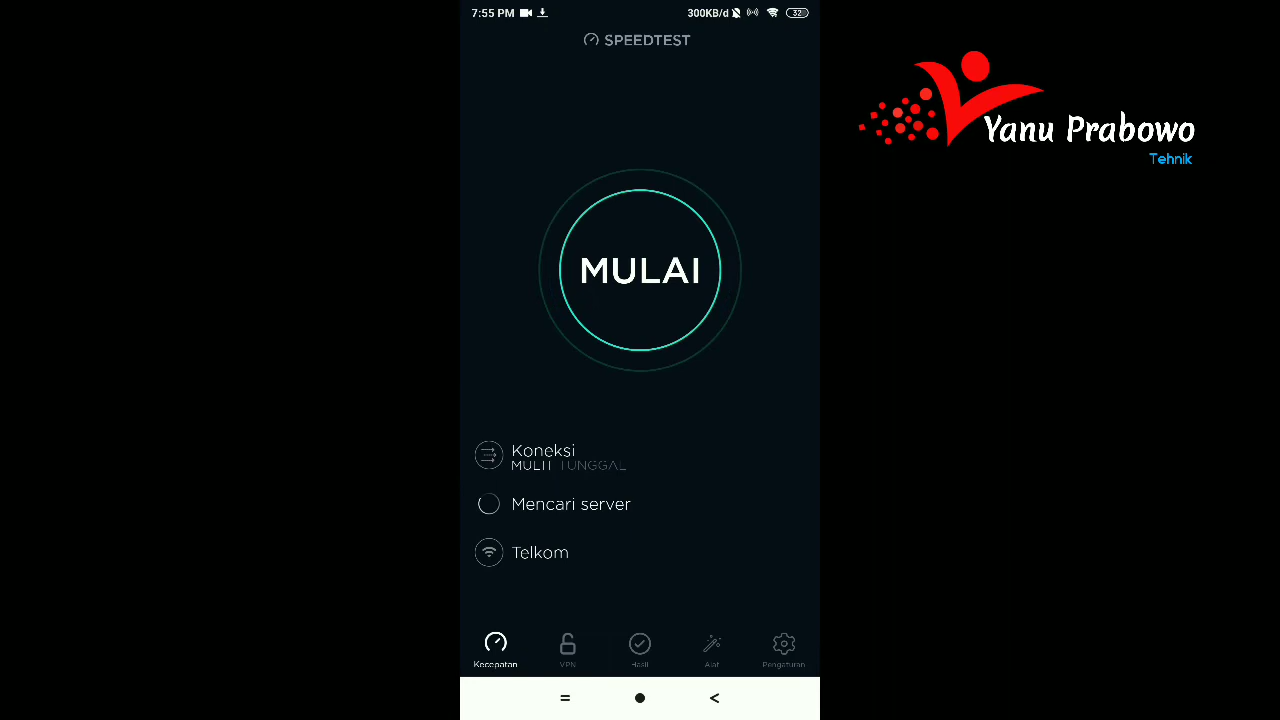 7:55 PM
300KB/d
32
SPEEDTEST
Yanu Prabowo
Tehnik
MULAI
Koneksi
MULTI TUNGGAL
Mencari server
Telkom
Kecepatan VPN Hasil Alat Pengaturan